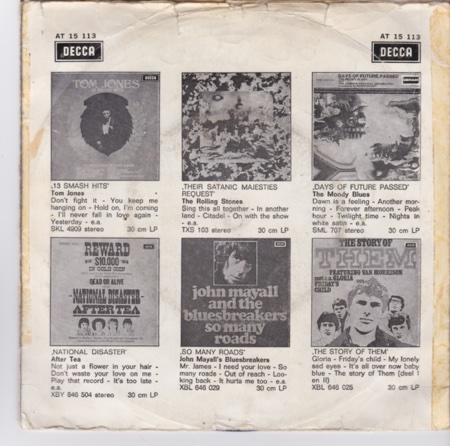 AT 15 113
AT 15 113
DECCA
DECCA
TOM JONES
DAYS OF FUTURE PASSED
‚13 SMASH HITS'
Tom Jones
Don't fight it - You keep me
hanging on - Hold on, I'm coming
- I'll never fall in love again -
Yesterday - e.a.
SKL 4909 stereo 30 cm LP
‚THEIR SATANIC MAJESTIES
REQUEST'
The Rolling Stones
Sing this all together - In another
land - Citadel - On with the
show - e.a.
TXS 103 stereo 30 cm LP
‚DAYS OF FUTURE PASSED'
The Moody Blues
Dawn is a feeling - Another mor-
ning - Forever afternoon - Peak
hour - Twilight time - Nights in
white satin - e.a.
SML 707 stereo 30 cm LP
REWARD
$10,000
IN GOLD COIN
DEAD OR ALIVE
NATIONAL DISASTER
AFTER TEA
john mayall
and the
bluesbreakers
so many
roads
THE STORY OF
THEM
FEATURING VAN MORRISON
GLORIA
FRIDAY'S
CHILD
‚NATIONAL DISASTER'
After Tea
Not just a flower in your hair -
Don't waste your love on me -
Play that record - It's too late -
e.a.
XBY 846 504 stereo 30 cm LP
‚SO MANY ROADS'
John Mayall's Bluesbreakers
Mr. James - I need your love - So
many roads - Out of reach - Loo-
king back - It hurts me too - e.a.
XBL 646 029 30 cm LP
‚THE STORY OF THEM'
Gloria - Friday's child - My lonely
sad eyes - It's all over now baby
blue - The story of Them (deel 1
en II)
XBL 646 025 30 cm LP